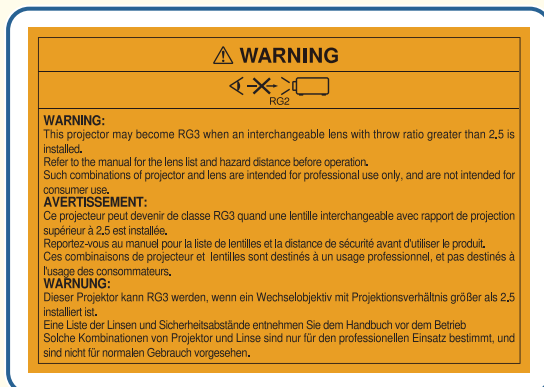 ⚠ WARNING
RG2
WARNING:
This projector may become RG3 when an interchangeable lens with throw ratio greater than 2.5 is
installed.
Refer to the manual for the lens list and hazard distance before operation.
Such combinations of projector and lens are intended for professional use only, and are not intended for
consumer use.
AVERTISSEMENT:
Ce projecteur peut devenir de classe RG3 quand une lentille interchangeable avec rapport de projection
supérieur à 2.5 est installée.
Reportez-vous au manuel pour la liste de lentilles et la distance de sécurité avant d'utiliser le produit.
Ces combinaisons de projecteur et lentilles sont destinés à un usage professionnel, et pas destinés à
l'usage des consommateurs.
WARNUNG:
Dieser Projektor kann RG3 werden, wenn ein Wechselobjektiv mit Projektionsverhältnis größer als 2.5
installiert ist.
Eine Liste der Linsen und Sicherheitsabstände entnehmen Sie dem Handbuch vor dem Betrieb
Solche Kombinationen von Projektor und Linse sind nur für den professionellen Einsatz bestimmt, und
sind nicht für normalen Gebrauch vorgesehen.